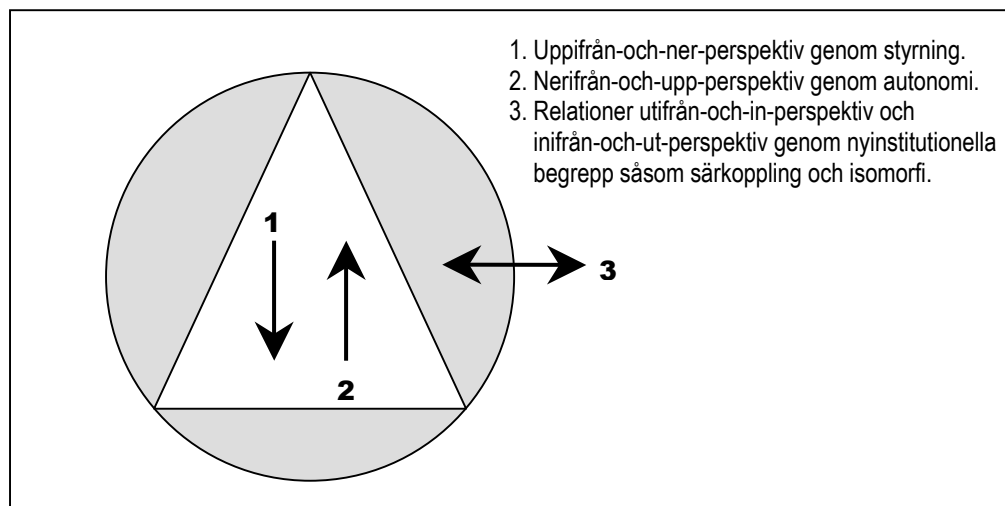 1. Uppifrån-och-ner-perspektiv genom styrning.
2. Nerifrån-och-upp-perspektiv genom autonomi.
3. Relationer utifrån-och-in-perspektiv och
inifrån-och-ut-perspektiv genom nyinstitutionella
begrepp såsom särkoppling och isomorfi.
1
3
2